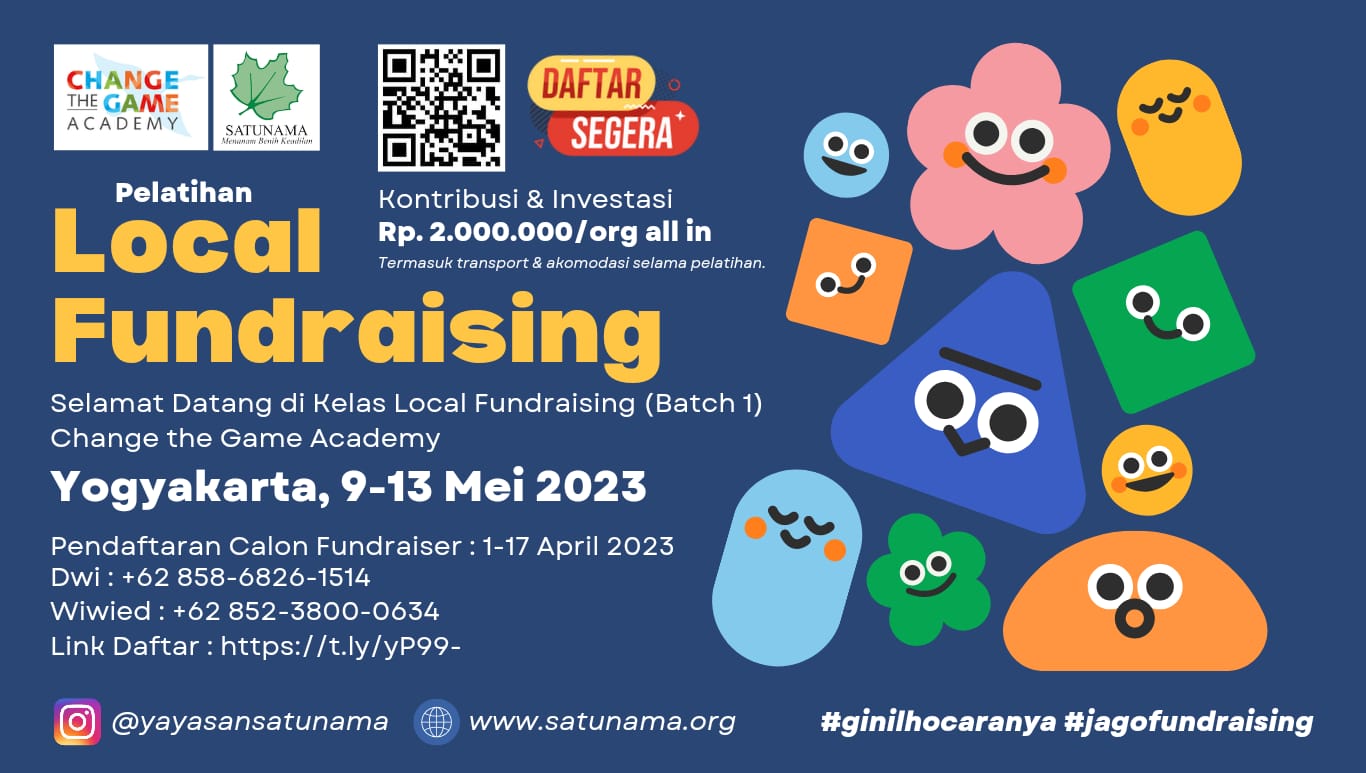 CHANGE
THE GAME
ACADEMY
SATUNAMA
Menanam Benih Keadilan
DAFTAR
SEGERA
Pelatihan
Local
Fundraising
Kontribusi & Investasi
Rp. 2.000.000/org all in
Termasuk transport & akomodasi selama pelatihan.
Selamat Datang di Kelas Local Fundraising (Batch 1)
Change the Game Academy
Yogyakarta, 9-13 Mei 2023
Pendaftaran Calon Fundraiser : 1-17 April 2023
Dwi : +62 858-6826-1514
Wiwied : +62 852-3800-0634
Link Daftar : https://t.ly/yP99-
@yayasansatunama
www.satunama.org
#ginilhocaranya #jagofundraising